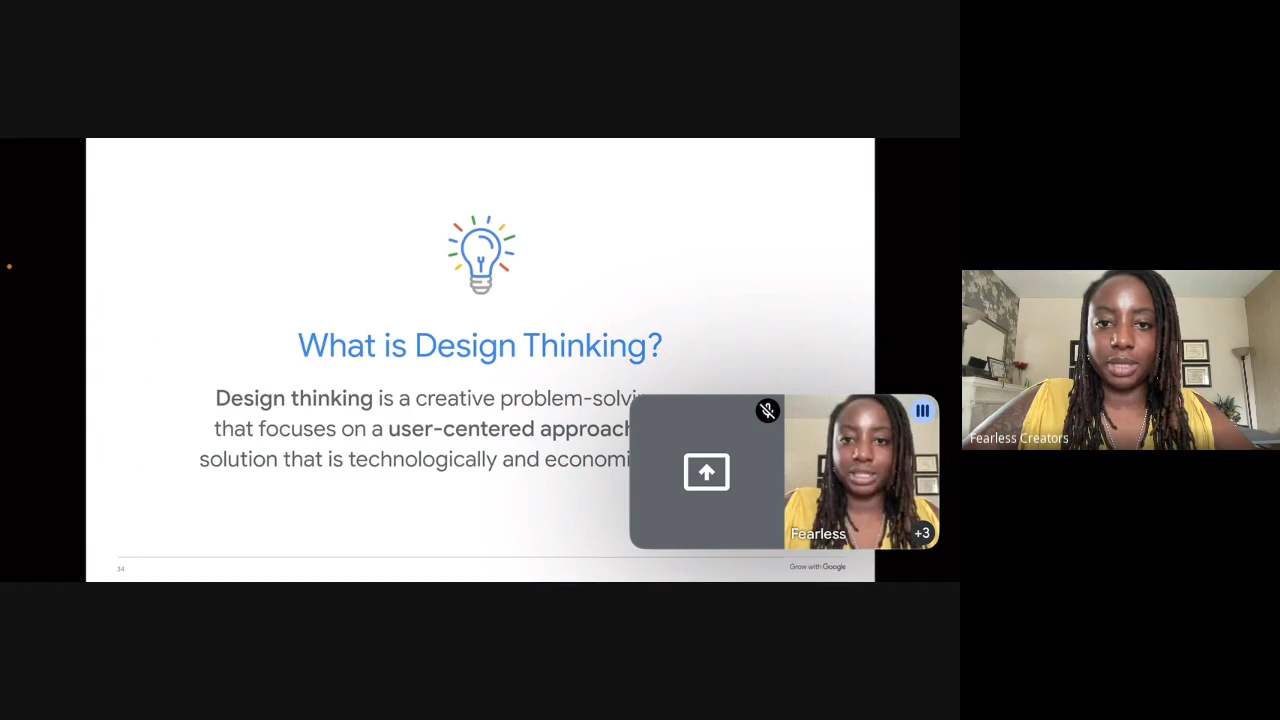 What is Design Thinking?
Design thinking is a creative problem-solvi
that focuses on a user-centered approach
solution that is technologically and economi
Fearless
+3
34
Grow with Google
Fearless Creators